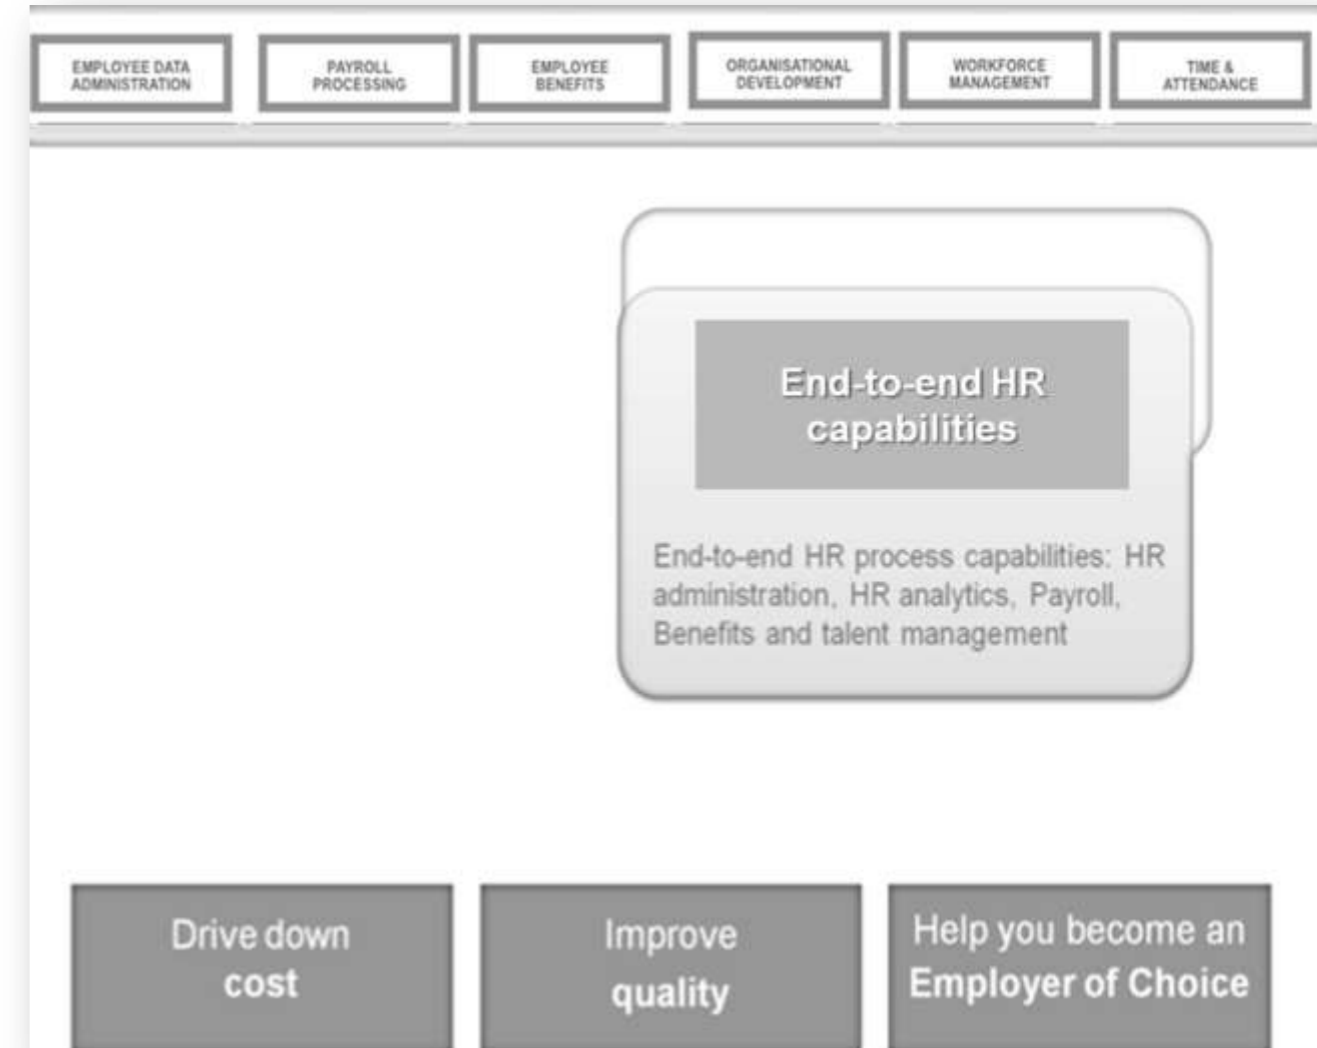 EMPLOYEE DATA
ADMINISTRATION
PAYROLL
PROCESSING
EMPLOYEE
BENEFITS
ORGANISATIONAL
DEVELOPMENT
WORKFORCE
MANAGEMENT
TIME &
ATTENDANCE
End-to-end HR
capabilities
End-to-end HR process capabilities: HR
administration, HR analytics, Payroll,
Benefits and talent management
Drive down
cost
Improve
quality
Help you become an
Employer of Choice